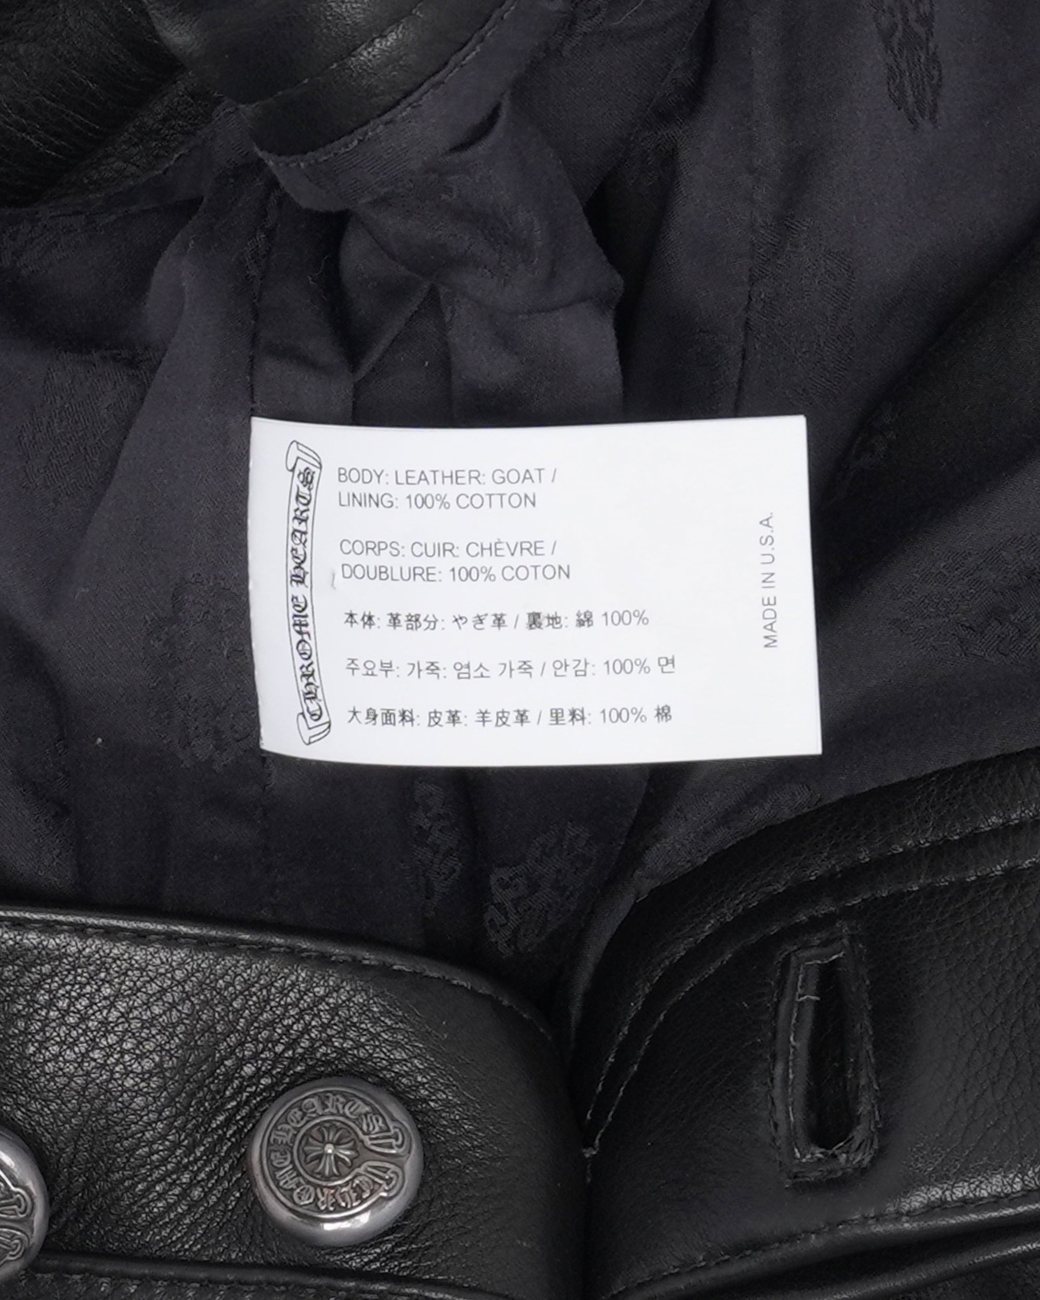 CHROME HEARTS
BODY: LEATHER: GOAT /
LINING: 100% COTTON
CORPS: CUIR: CHÈVRE /
DOUBLURE: 100% COTON
本体: 革部分: やぎ革 / 裏地: 綿 100%
주요부: 가죽: 염소 가죽 / 안감: 100% 면
大身面料: 皮革: 羊皮革 / 里料: 100% 棉
MADE IN U.S.A.
CHROME HEARTS